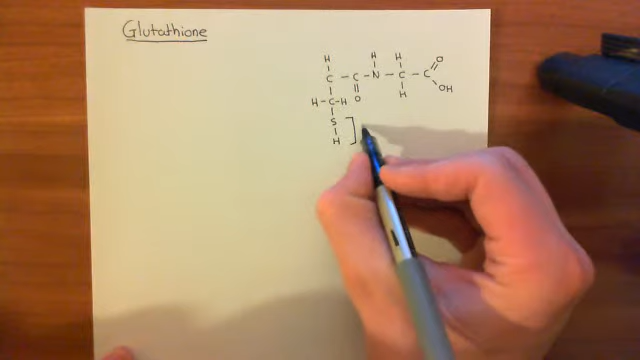 Glutathione
H H H O
C - C - N - C - C
H - C - H O H OH
S
H